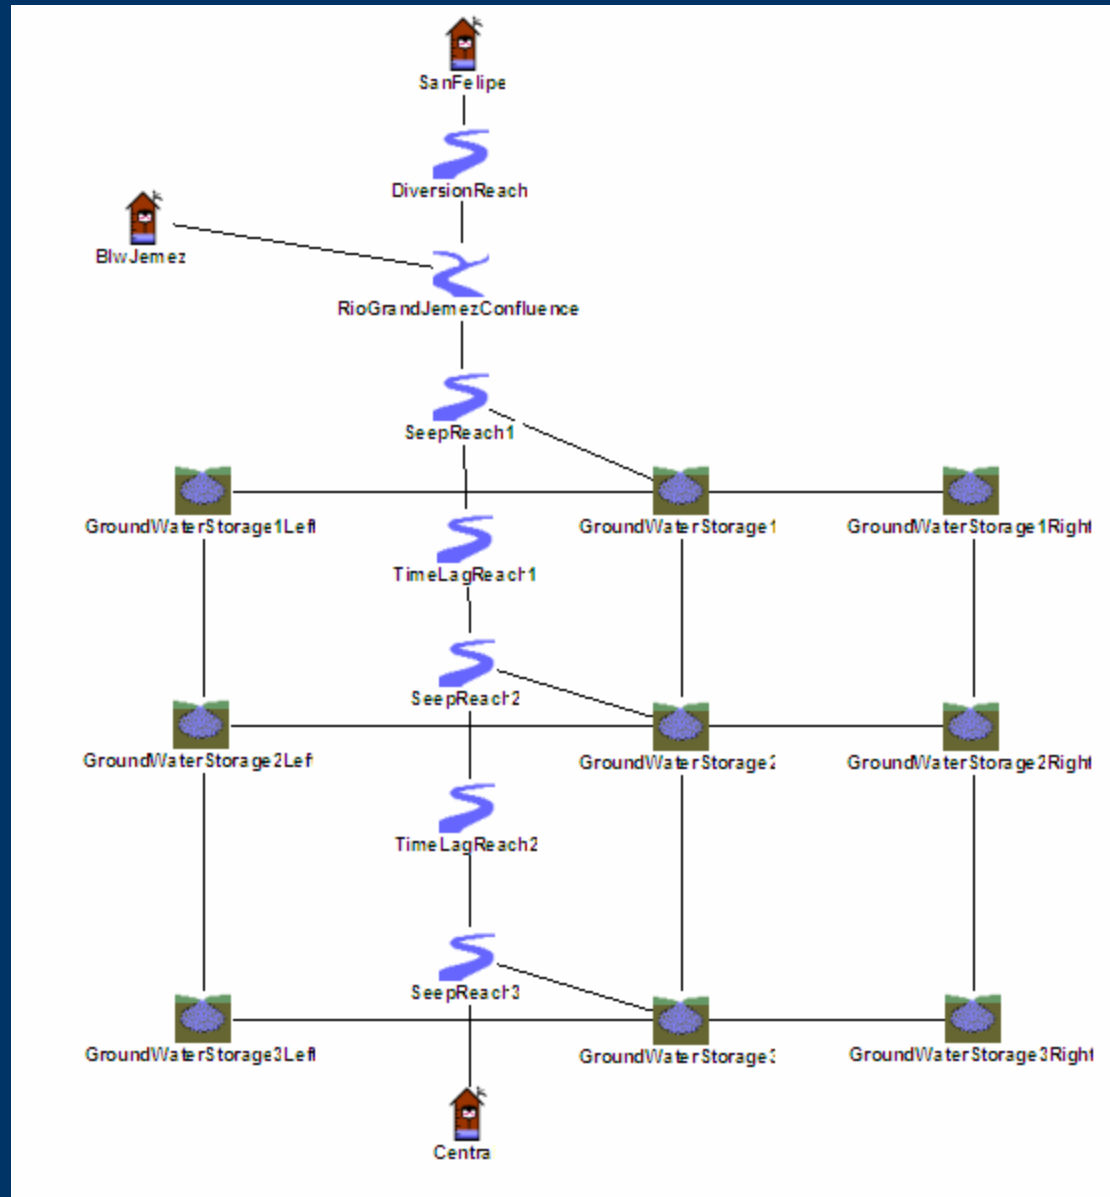 SanFelipe
DiversionReach
BlwJemez
RioGrandJemezConfluence
SeepReach1
GroundWaterStorage1Left
GroundWaterStorage1
GroundWaterStorage1Right
TimeLagReach1
SeepReach2
GroundWaterStorage2Left
GroundWaterStorage2
GroundWaterStorage2Right
TimeLagReach2
SeepReach3
GroundWaterStorage3Left
GroundWaterStorage3
GroundWaterStorage3Right
Centra